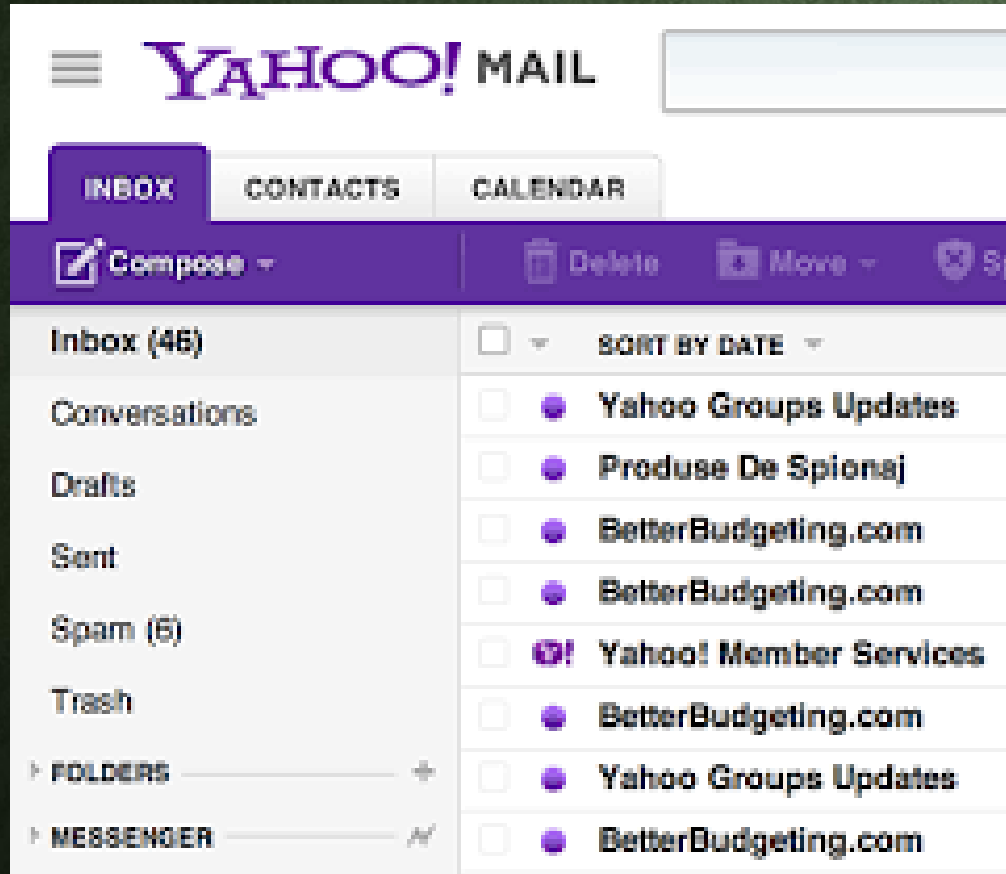 YAHOO! MAIL
INBOX CONTACTS CALENDAR
Compose Delete Move
Inbox (46)
Conversations
Drafts
Sent
Spam (6)
Trash
FOLDERS
MESSENGER
SORT BY DATE
Yahoo Groups Updates
Produse De Spionaj
BetterBudgeting.com
BetterBudgeting.com
Yahoo! Member Services
BetterBudgeting.com
Yahoo Groups Updates
BetterBudgeting.com